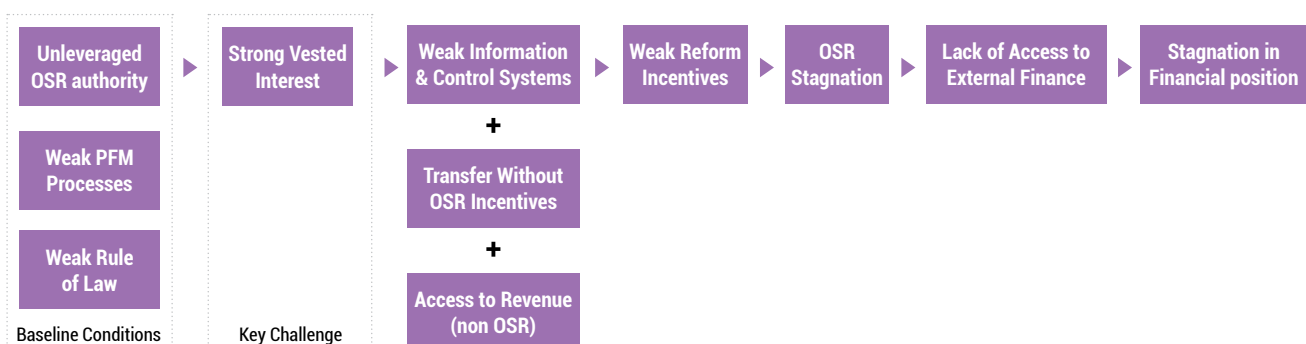 Unleveraged
OSR authority
Weak PFM
Processes
Weak Rule
of Law
Baseline Conditions
Strong Vested
Interest
Key Challenge
Weak Information
& Control Systems
+
Transfer Without
OSR Incentives
+
Access to Revenue
(non OSR)
Weak Reform
Incentives
OSR
Stagnation
Lack of Access to
External Finance
Stagnation in
Financial position